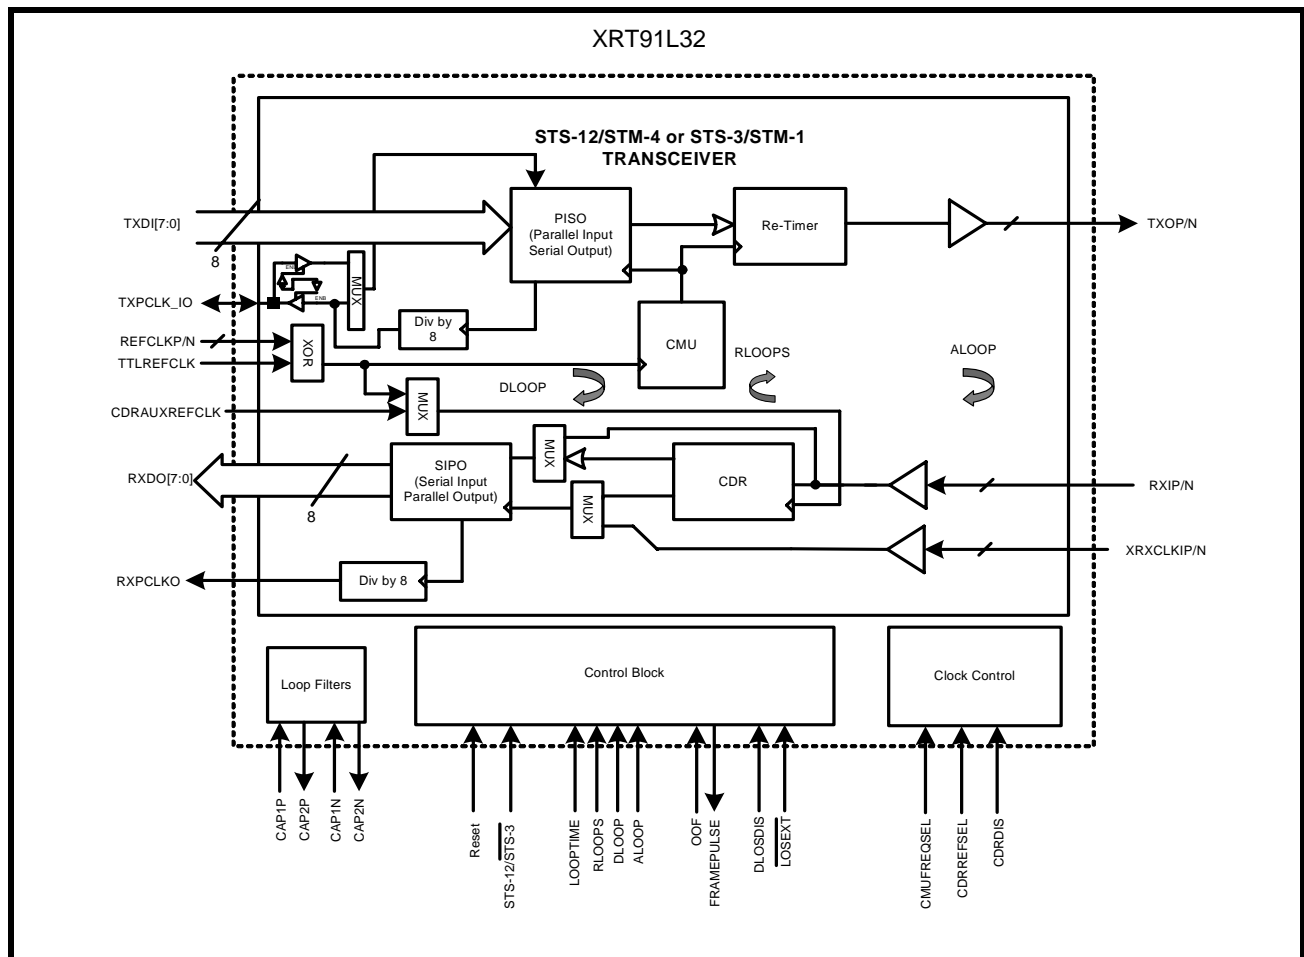 XRT91L32
STS-12/STM-4 or STS-3/STM-1
TRANSCEIVER
TXDI[7:0]
8
PISO
(Parallel Input
Serial Output)
Re-Timer
TXOP/N
ENB
ENB
MUX
TXPCLK_IO
Div by
8
REFCLKP/N
TTLREFCLK
XOR
CMU
DLOOP
RLOOPS
ALOOP
CDRAUXREFCLK
MUX
RXDO[7:0]
8
SIPO
(Serial Input
Parallel Output)
MUX
MUX
CDR
RXIP/N
XRXCLKIP/N
RXPCLKO
Div by 8
Loop Filters
Control Block
Clock Control
CAP1P
CAP2P
CAP1N
CAP2N
Reset
STS-12/STS-3
LOOPTIME
RLOOPS
DLOOP
ALOOP
OOF
FRAMEPULSE
DLOSDIS
LOSEXT
CMUFREQSEL
CDRREFSEL
CDRDIS